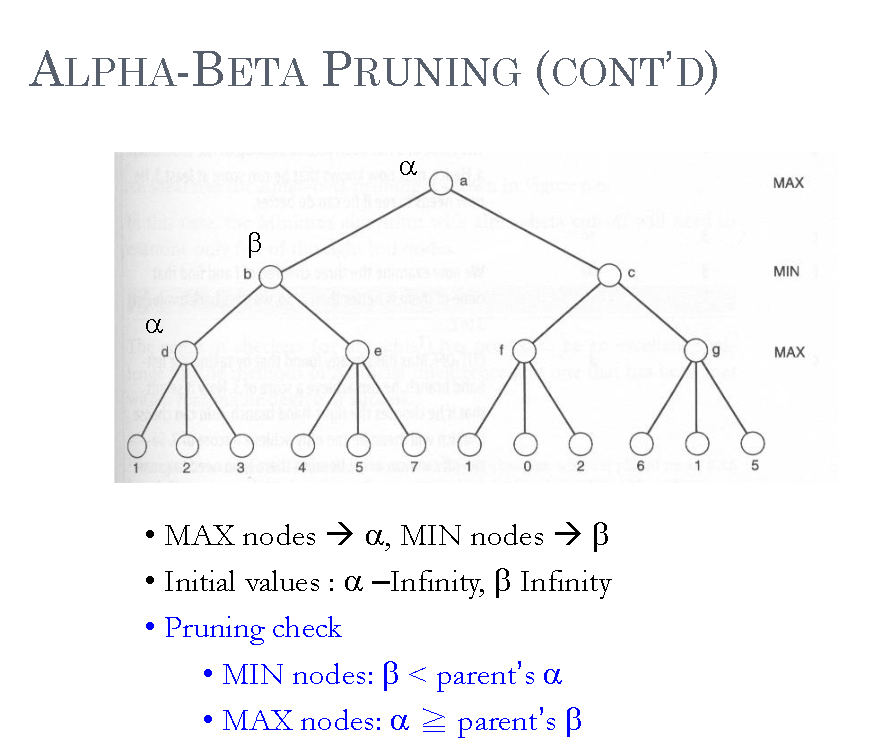 ALPHA-BETA PRUNING (CONT'D)
α
a
MAX
β
b
c
MIN
α
d
e
f
g
MAX
1 2 3 4 5 7 1 0 2 6 1 5
• MAX nodes → α, MIN nodes → β
• Initial values : α –Infinity, β Infinity
• Pruning check
• MIN nodes: β < parent's α
• MAX nodes: α ≧ parent's β